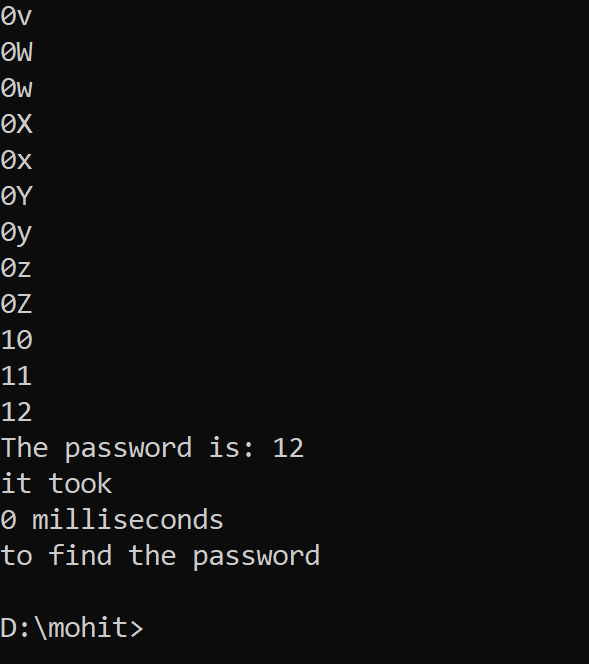 0v
0W
0w
0X
0x
0Y
0y
0z
0Z
10
11
12
The password is: 12
it took
0 milliseconds
to find the password
D:\mohit>